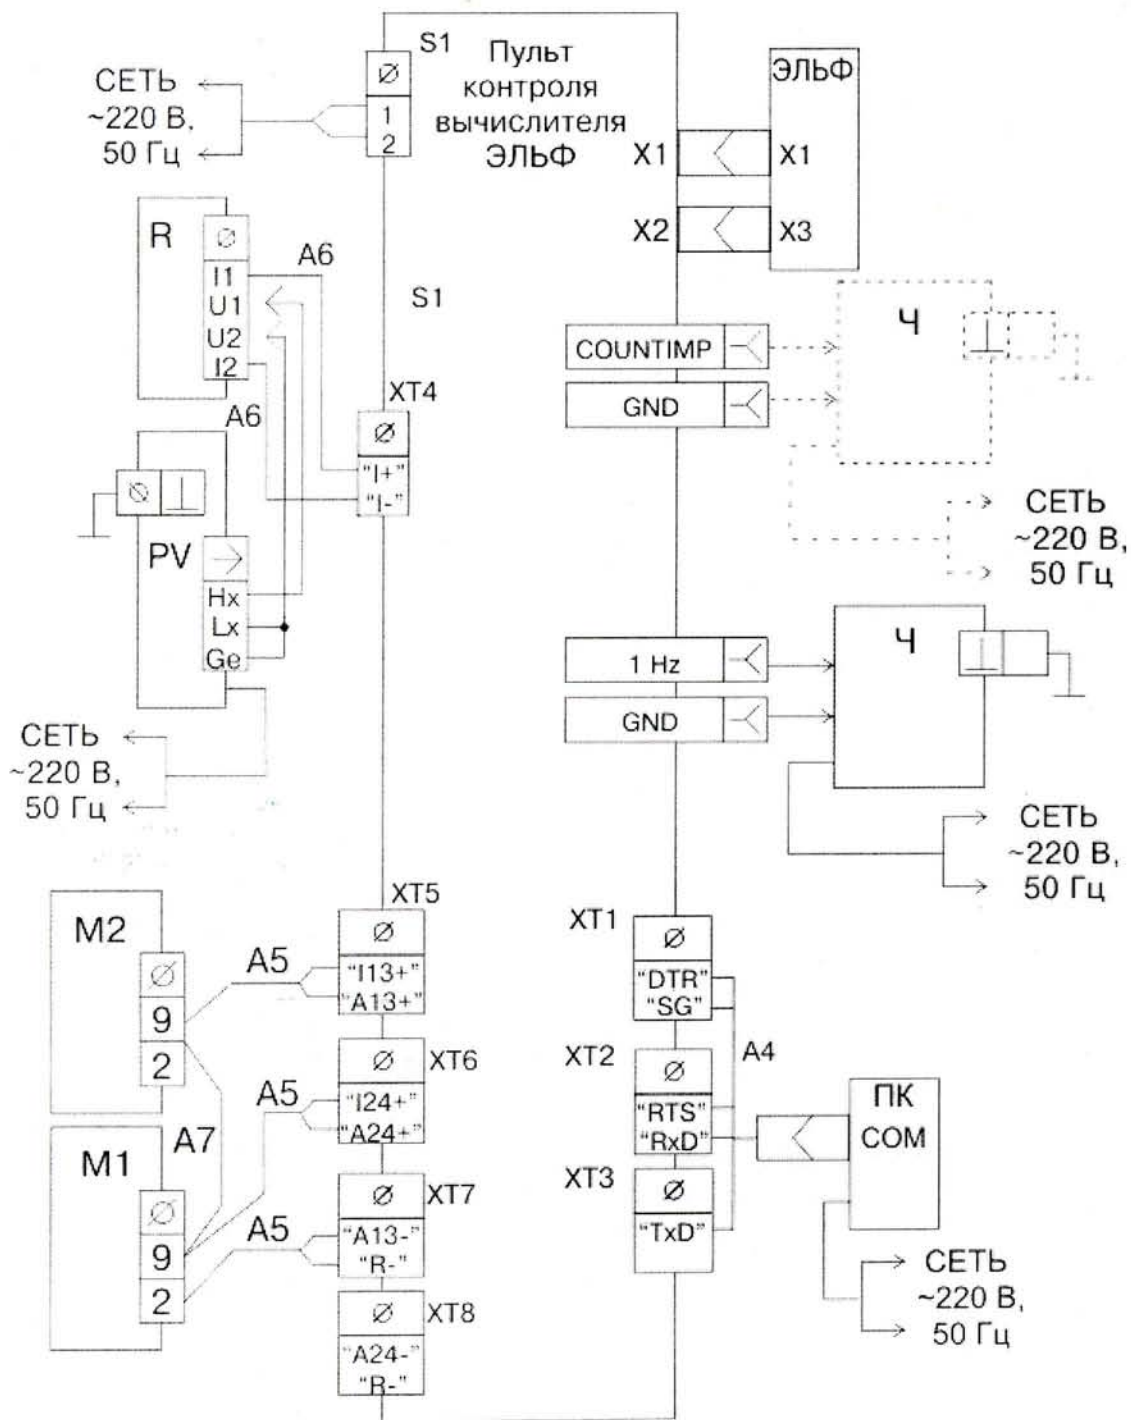 S1
Пульт
контроля
вычислителя
ЭЛЬФ
СЕТЬ
~220 В,
50 Гц
1
2
ЭЛЬФ
X1
X1
X2
X3
R
I1
U1
U2
I2
A6
S1
A6
XT4
"I+"
"I-"
COUNTIMP
GND
Ч
СЕТЬ
~220 В,
50 Гц
PV
Hx
Lx
Ge
СЕТЬ
~220 В,
50 Гц
1 Hz
GND
Ч
СЕТЬ
~220 В,
50 Гц
M2
9
2
A5
XT5
"I13+"
"A13+"
XT6
"I24+"
"A24+"
A5
A7
M1
9
2
A5
XT7
"A13-"
"R-"
XT8
"A24-"
"R-"
XT1
"DTR"
"SG"
XT2
"RTS"
"RxD"
A4
XT3
"TxD"
ПК
COM
СЕТЬ
~220 В,
50 Гц